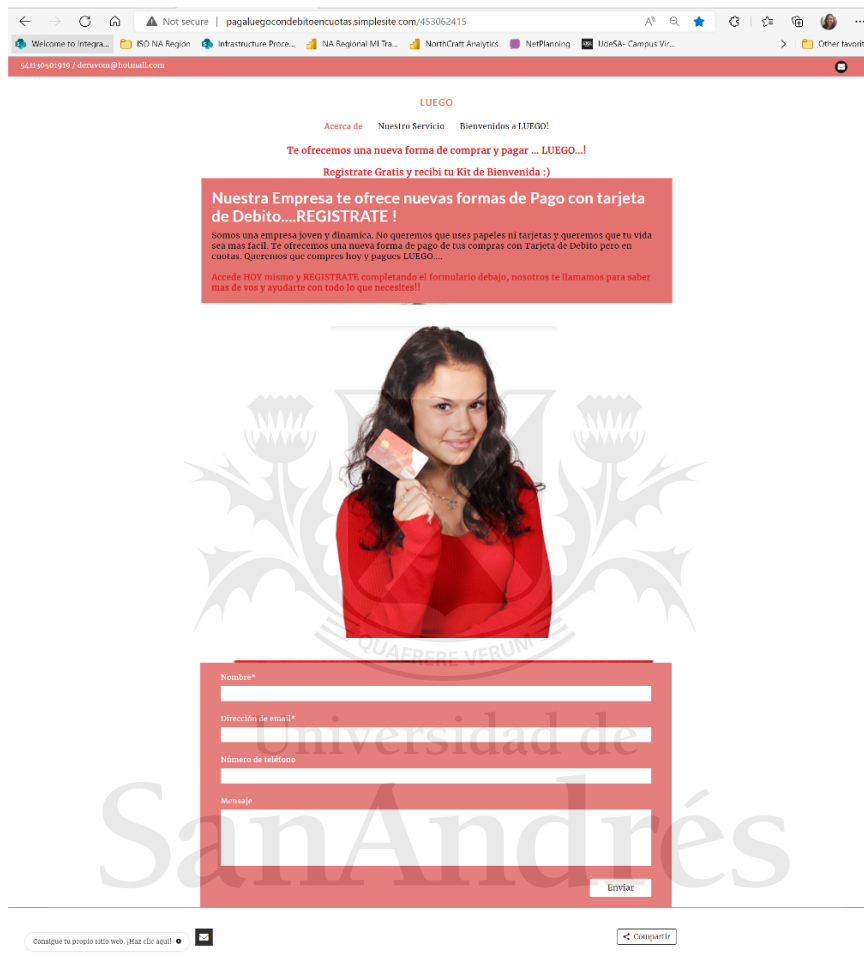 Not secure | pagaluegocondebitoencuotas.simplesite.com/453062415
Welcome to Integra... ISO NA Region Infrastructure Proce... NA Regional MI Tra... NorthCraft Analytics NetPlanning UdeSA- Campus Vir... Other favorit
541130501919 / deruvom@hotmail.com
LUEGO
Acerca de Nuestro Servicio Bienvenidos a LUEGO!
Te ofrecemos una nueva forma de comprar y pagar ... LUEGO...!
Registrate Gratis y recibi tu Kit de Bienvenida :)
Nuestra Empresa te ofrece nuevas formas de Pago con tarjeta
de Debito....REGISTRATE !
Somos una empresa joven y dinamica. No queremos que uses papeles ni tarjetas y queremos que tu vida
sea mas facil. Te ofrecemos una nueva forma de pago de tus compras con Tarjeta de Debito pero en
cuotas. Queremos que compres hoy y pagues LUEGO....
Accede HOY mismo y REGISTRATE completando el formulario debajo, nosotros te llamamos para saber
mas de vos y ayudarte con todo lo que necesites!!
QUAERERE VERUM
Nombre*
Dirección de email*
Universidad de
Número de teléfono
Mensaje
SanAndrés
Enviar
Consigue tu propio sitio web. ¡Haz clic aquí!
Compartir